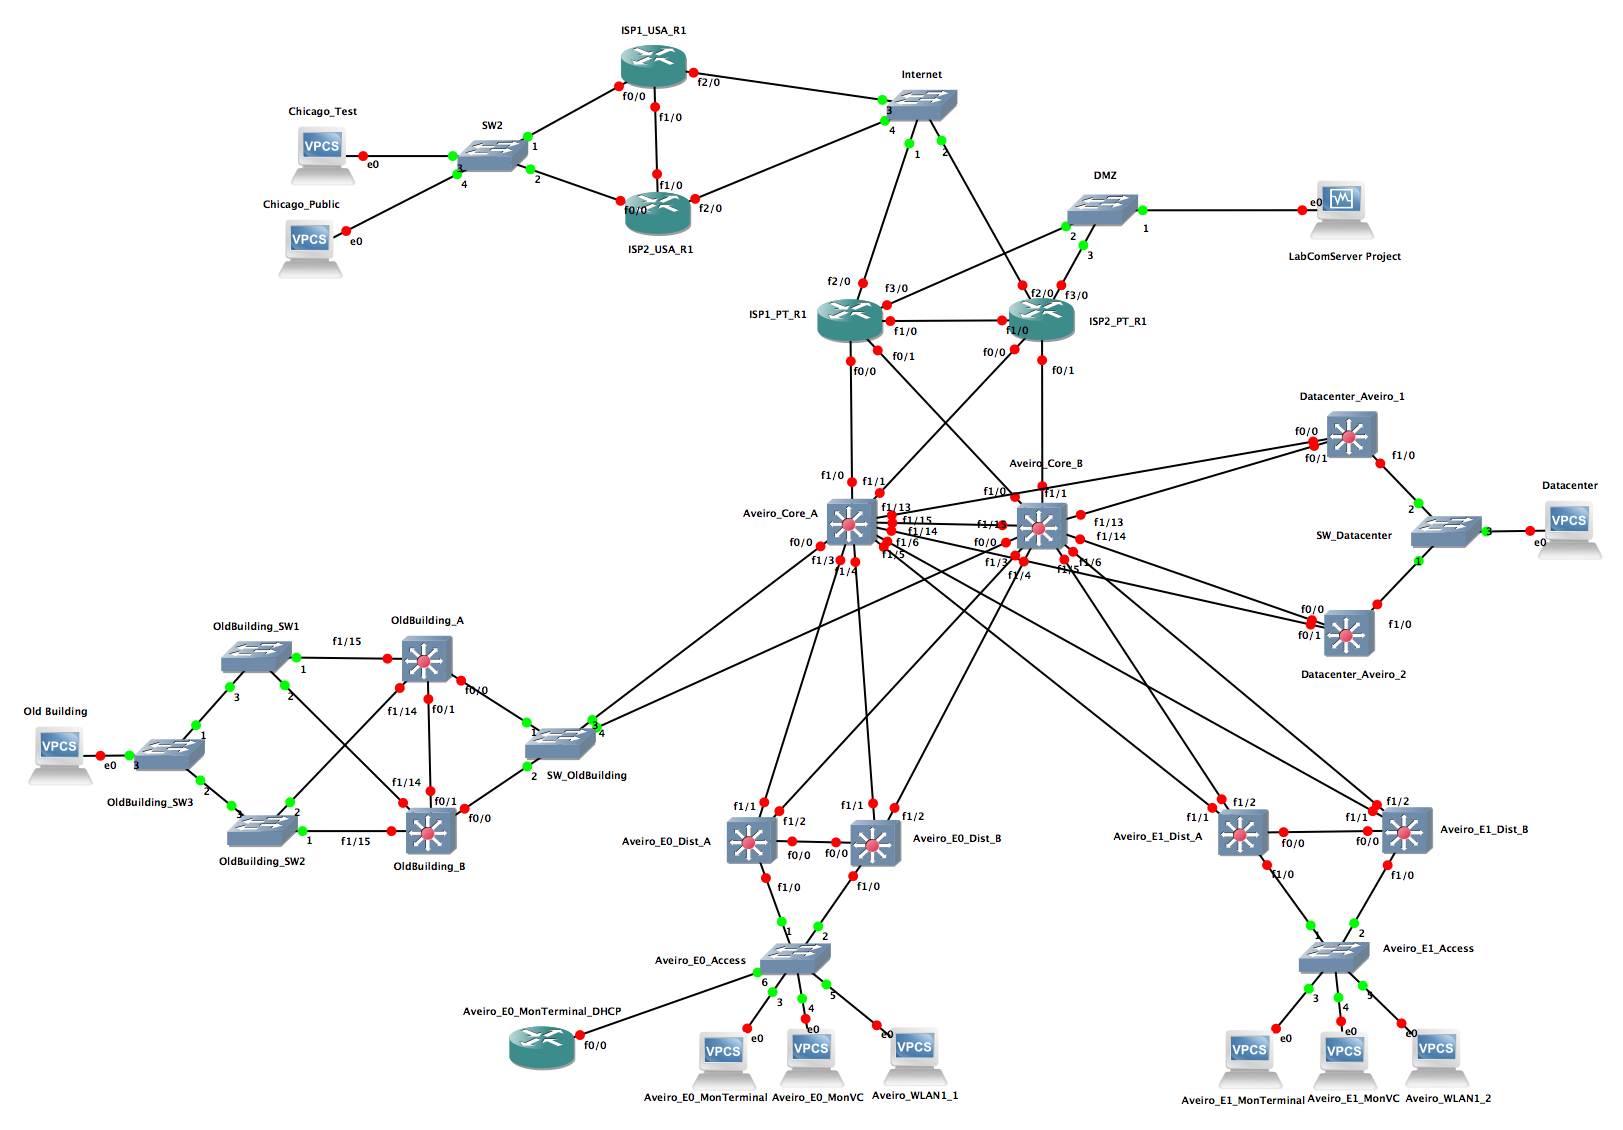 ISP1_USA_R1
f2/0
f0/0
f1/0
Internet
3
4
1
2
Chicago_Test
VPCS
e0
SW2
1
3
4
2
Chicago_Public
VPCS
e0
f1/0
f0/0
f2/0
ISP2_USA_R1
DMZ
2
3
1
e0
LabComServer Project
f2/0
f3/0
f2/0
f3/0
ISP1_PT_R1
f1/0
f1/0
ISP2_PT_R1
f0/0
f0/1
f0/0
f0/1
Datacenter_Aveiro_1
f0/0
f0/1
f1/0
Aveiro_Core_B
f1/0
f1/1
f1/0
f1/1
Aveiro_Core_A
f1/13
f1/15
f1/14
f1/6
f1/5
f0/0
f1/3
f1/4
f1/15
f0/0
f1/13
f1/14
f1/3
f1/4
f1/5
f1/6
Datacenter
VPCS
e0
2
3
1
SW_Datacenter
f0/0
f0/1
f1/0
Datacenter_Aveiro_2
OldBuilding_SW1
1
2
3
f1/15
OldBuilding_A
f0/0
f1/14
f0/1
Old Building
VPCS
e0
3
1
2
OldBuilding_SW3
1
3
4
2
SW_OldBuilding
f1/14
f0/1
f0/0
f1/15
OldBuilding_B
3
2
1
OldBuilding_SW2
f1/1
f1/2
f1/1
f1/2
Aveiro_E0_Dist_A
f0/0
f0/0
Aveiro_E0_Dist_B
f1/0
f1/0
f1/2
f1/1
f1/2
f1/1
Aveiro_E1_Dist_A
f0/0
f0/0
Aveiro_E1_Dist_B
f1/0
f1/0
1
2
Aveiro_E0_Access
6
3
4
5
1
2
Aveiro_E1_Access
3
4
5
Aveiro_E0_MonTerminal_DHCP
f0/0
e0
e0
e0
VPCS
VPCS
VPCS
Aveiro_E0_MonTerminal
Aveiro_E0_MonVC
Aveiro_WLAN1_1
e0
e0
e0
VPCS
VPCS
VPCS
Aveiro_E1_MonTerminal
Aveiro_E1_MonVC
Aveiro_WLAN1_2